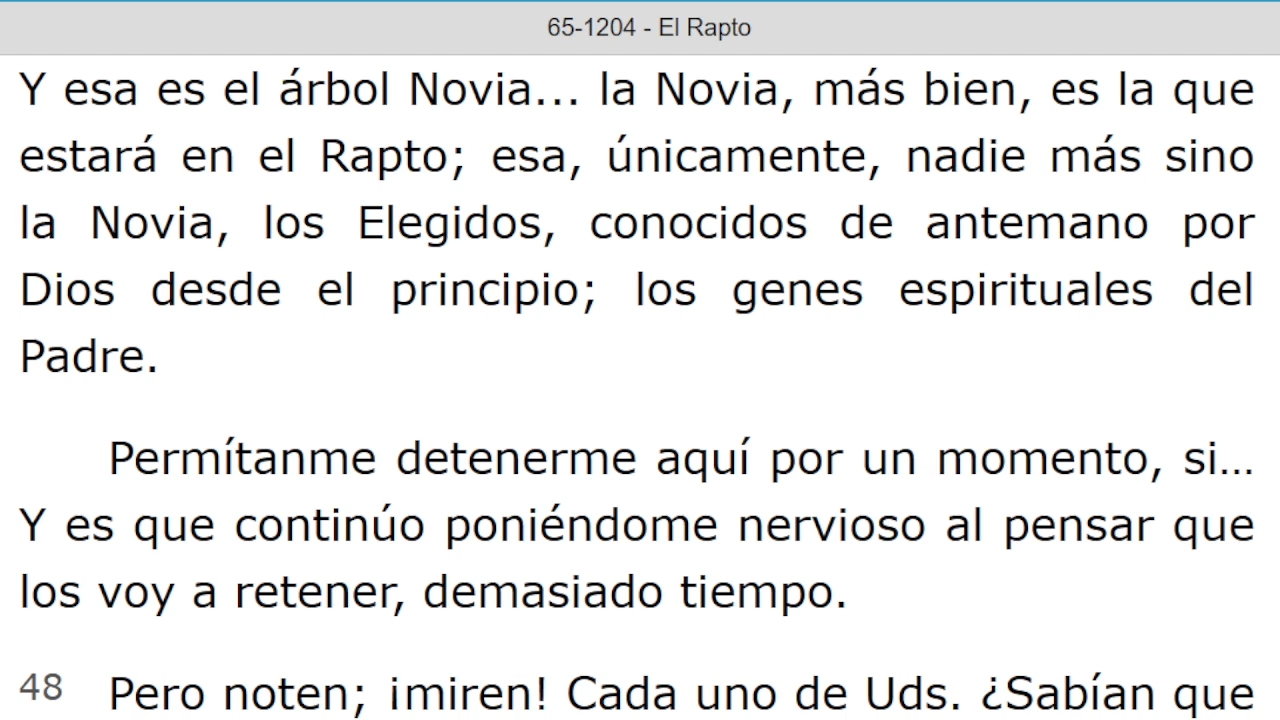 65-1204 - El Rapto
Y esa es el árbol Novia... la Novia, más bien, es la que
estará en el Rapto; esa, únicamente, nadie más sino
la Novia, los Elegidos, conocidos de antemano por
Dios desde el principio; los genes espirituales del
Padre.
Permítanme detenerme aquí por un momento, si...
Y es que continúo poniéndome nervioso al pensar que
los voy a retener, demasiado tiempo.
48 Pero noten; ¡miren! Cada uno de Uds. ¿Sabían que